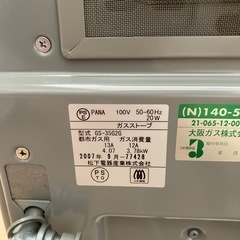 PANA 100V 50-60Hz
20W
ガスストーブ
型式 GS-35G2G
都市ガス用 ガス消費量
13A 12A
4.07 3.78kW
2007年9月-77428
松下電器産業株式会社
PS
TG
(N)140-5
21-065-12-00
大阪ガス株式会